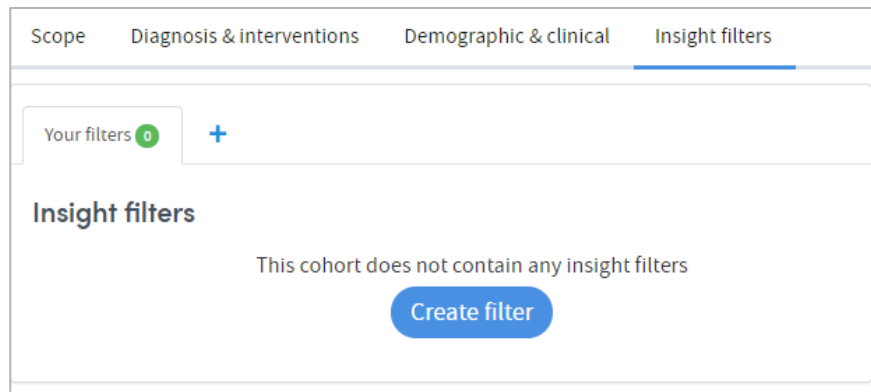 Scope Diagnosis & interventions Demographic & clinical Insight filters
Your filters 0 +
Insight filters
This cohort does not contain any insight filters
Create filter